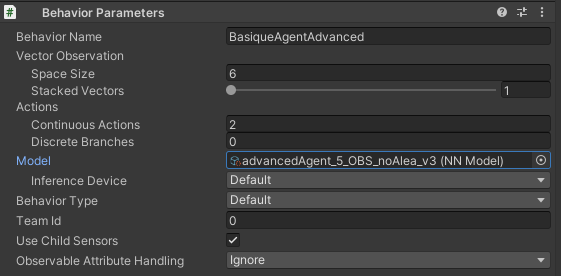 # Behavior Parameters
Behavior Name BasiqueAgentAdvanced
Vector Observation
Space Size 6
Stacked Vectors 1
Actions
Continuous Actions 2
Discrete Branches 0
Model advancedAgent_5_OBS_noAlea_v3 (NN Model)
Inference Device Default
Behavior Type Default
Team Id 0
Use Child Sensors
Observable Attribute Handling Ignore